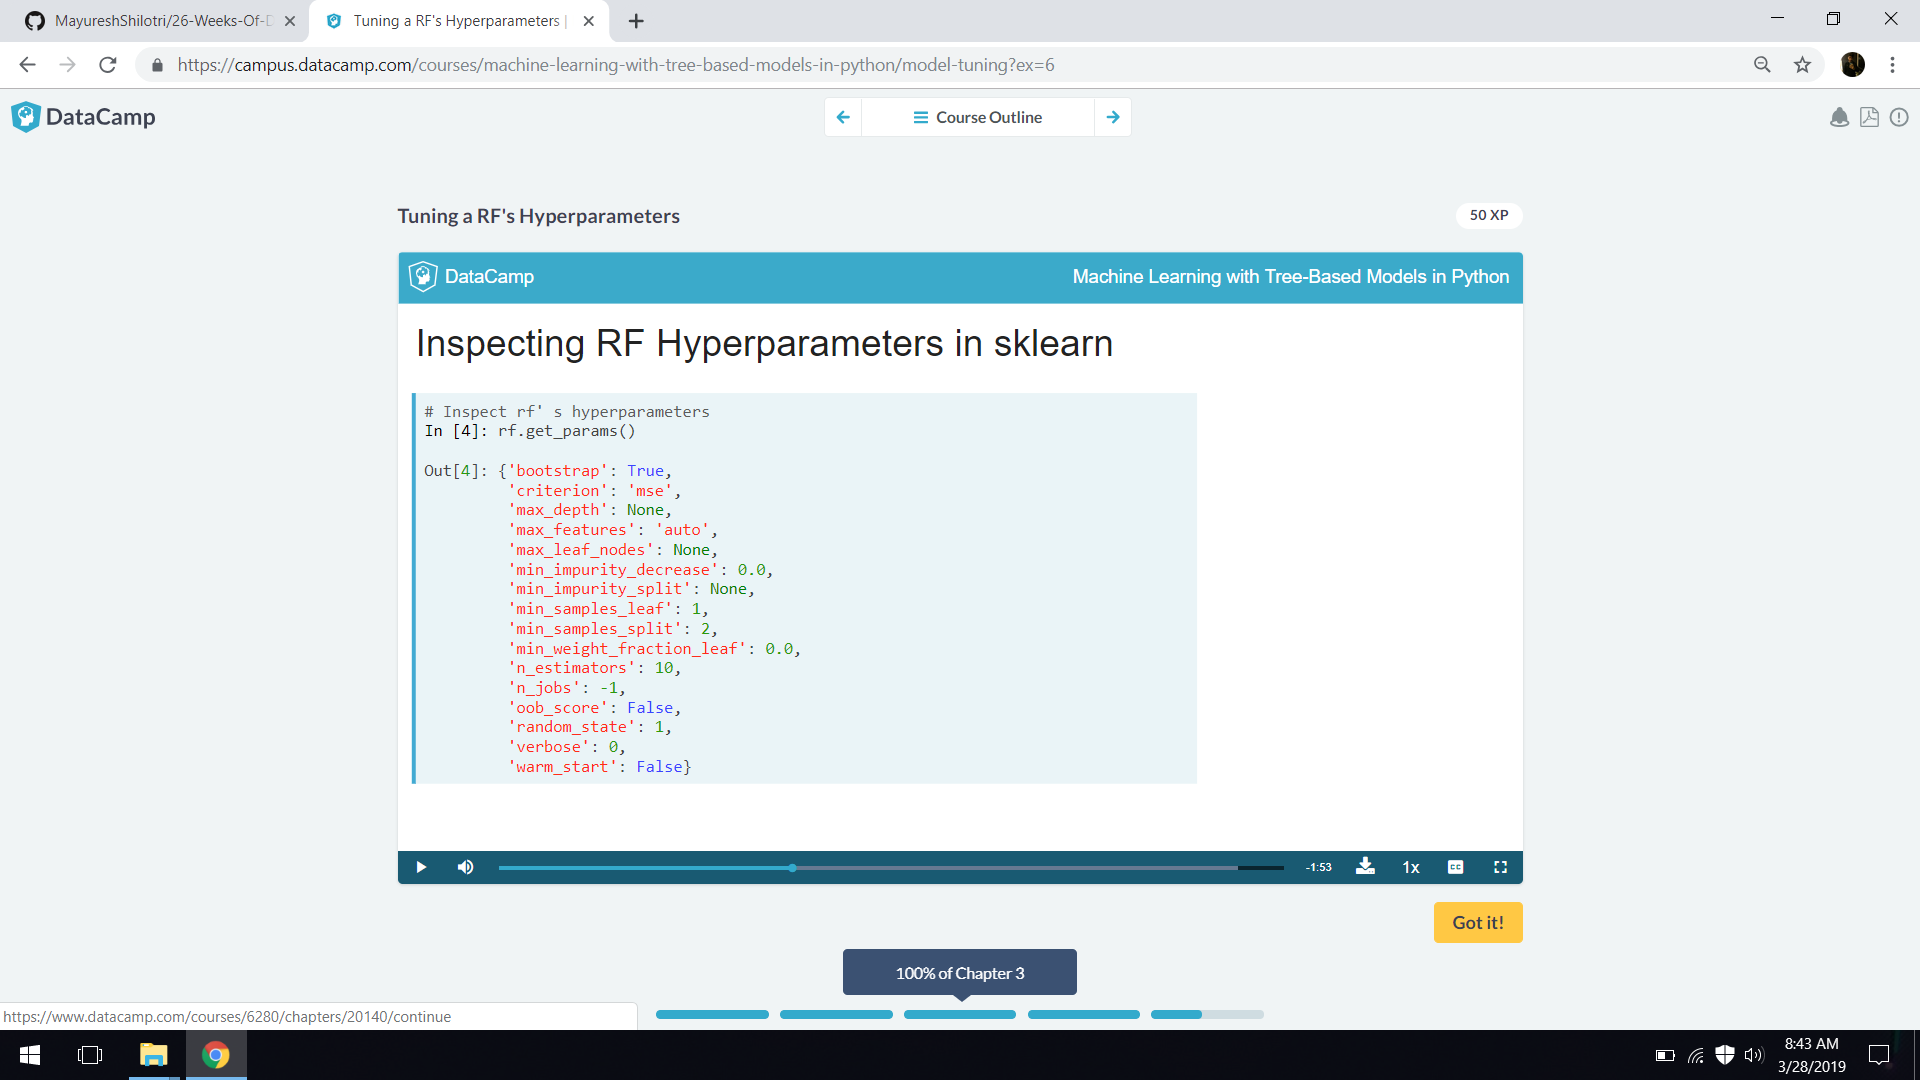 MayureshShilotri/26-Weeks-Of-D
Tuning a RF's Hyperparameters |
https://campus.datacamp.com/courses/machine-learning-with-tree-based-models-in-python/model-tuning?ex=6
DataCamp
Course Outline
Tuning a RF's Hyperparameters
50 XP
DataCamp
Machine Learning with Tree-Based Models in Python
Inspecting RF Hyperparameters in sklearn
# Inspect rf' s hyperparameters
In [4]: rf.get_params()
Out[4]: {'bootstrap': True,
'criterion': 'mse',
'max_depth': None,
'max_features': 'auto',
'max_leaf_nodes': None,
'min_impurity_decrease': 0.0,
'min_impurity_split': None,
'min_samples_leaf': 1,
'min_samples_split': 2,
'min_weight_fraction_leaf': 0.0,
'n_estimators': 10,
'n_jobs': -1,
'oob_score': False,
'random_state': 1,
'verbose': 0,
'warm_start': False}
-1:53
1x
CC
Got it!
100% of Chapter 3
https://www.datacamp.com/courses/6280/chapters/20140/continue
8:43 AM
3/28/2019